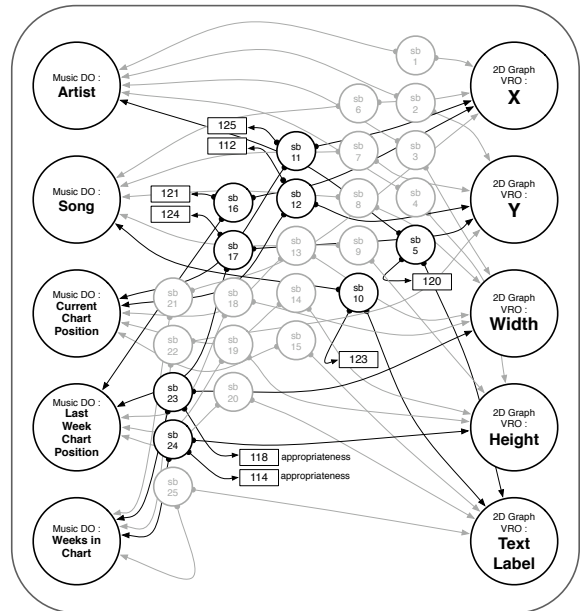 Music DO :
Artist
Music DO :
Song
Music DO :
Current
Chart
Position
Music DO :
Last
Week
Chart
Position
Music DO :
Weeks in
Chart
sb
1
sb
2
sb
6
sb
3
125
112
sb
11
sb
7
121
124
sb
16
sb
12
sb
8
sb
4
sb
17
sb
13
sb
9
sb
5
120
sb
21
sb
18
sb
14
sb
10
sb
22
sb
19
sb
15
123
sb
23
sb
20
sb
24
118 appropriateness
114 appropriateness
sb
25
2D Graph
VRO :
X
2D Graph
VRO :
Y
2D Graph
VRO :
Width
2D Graph
VRO :
Height
2D Graph
VRO :
Text
Label